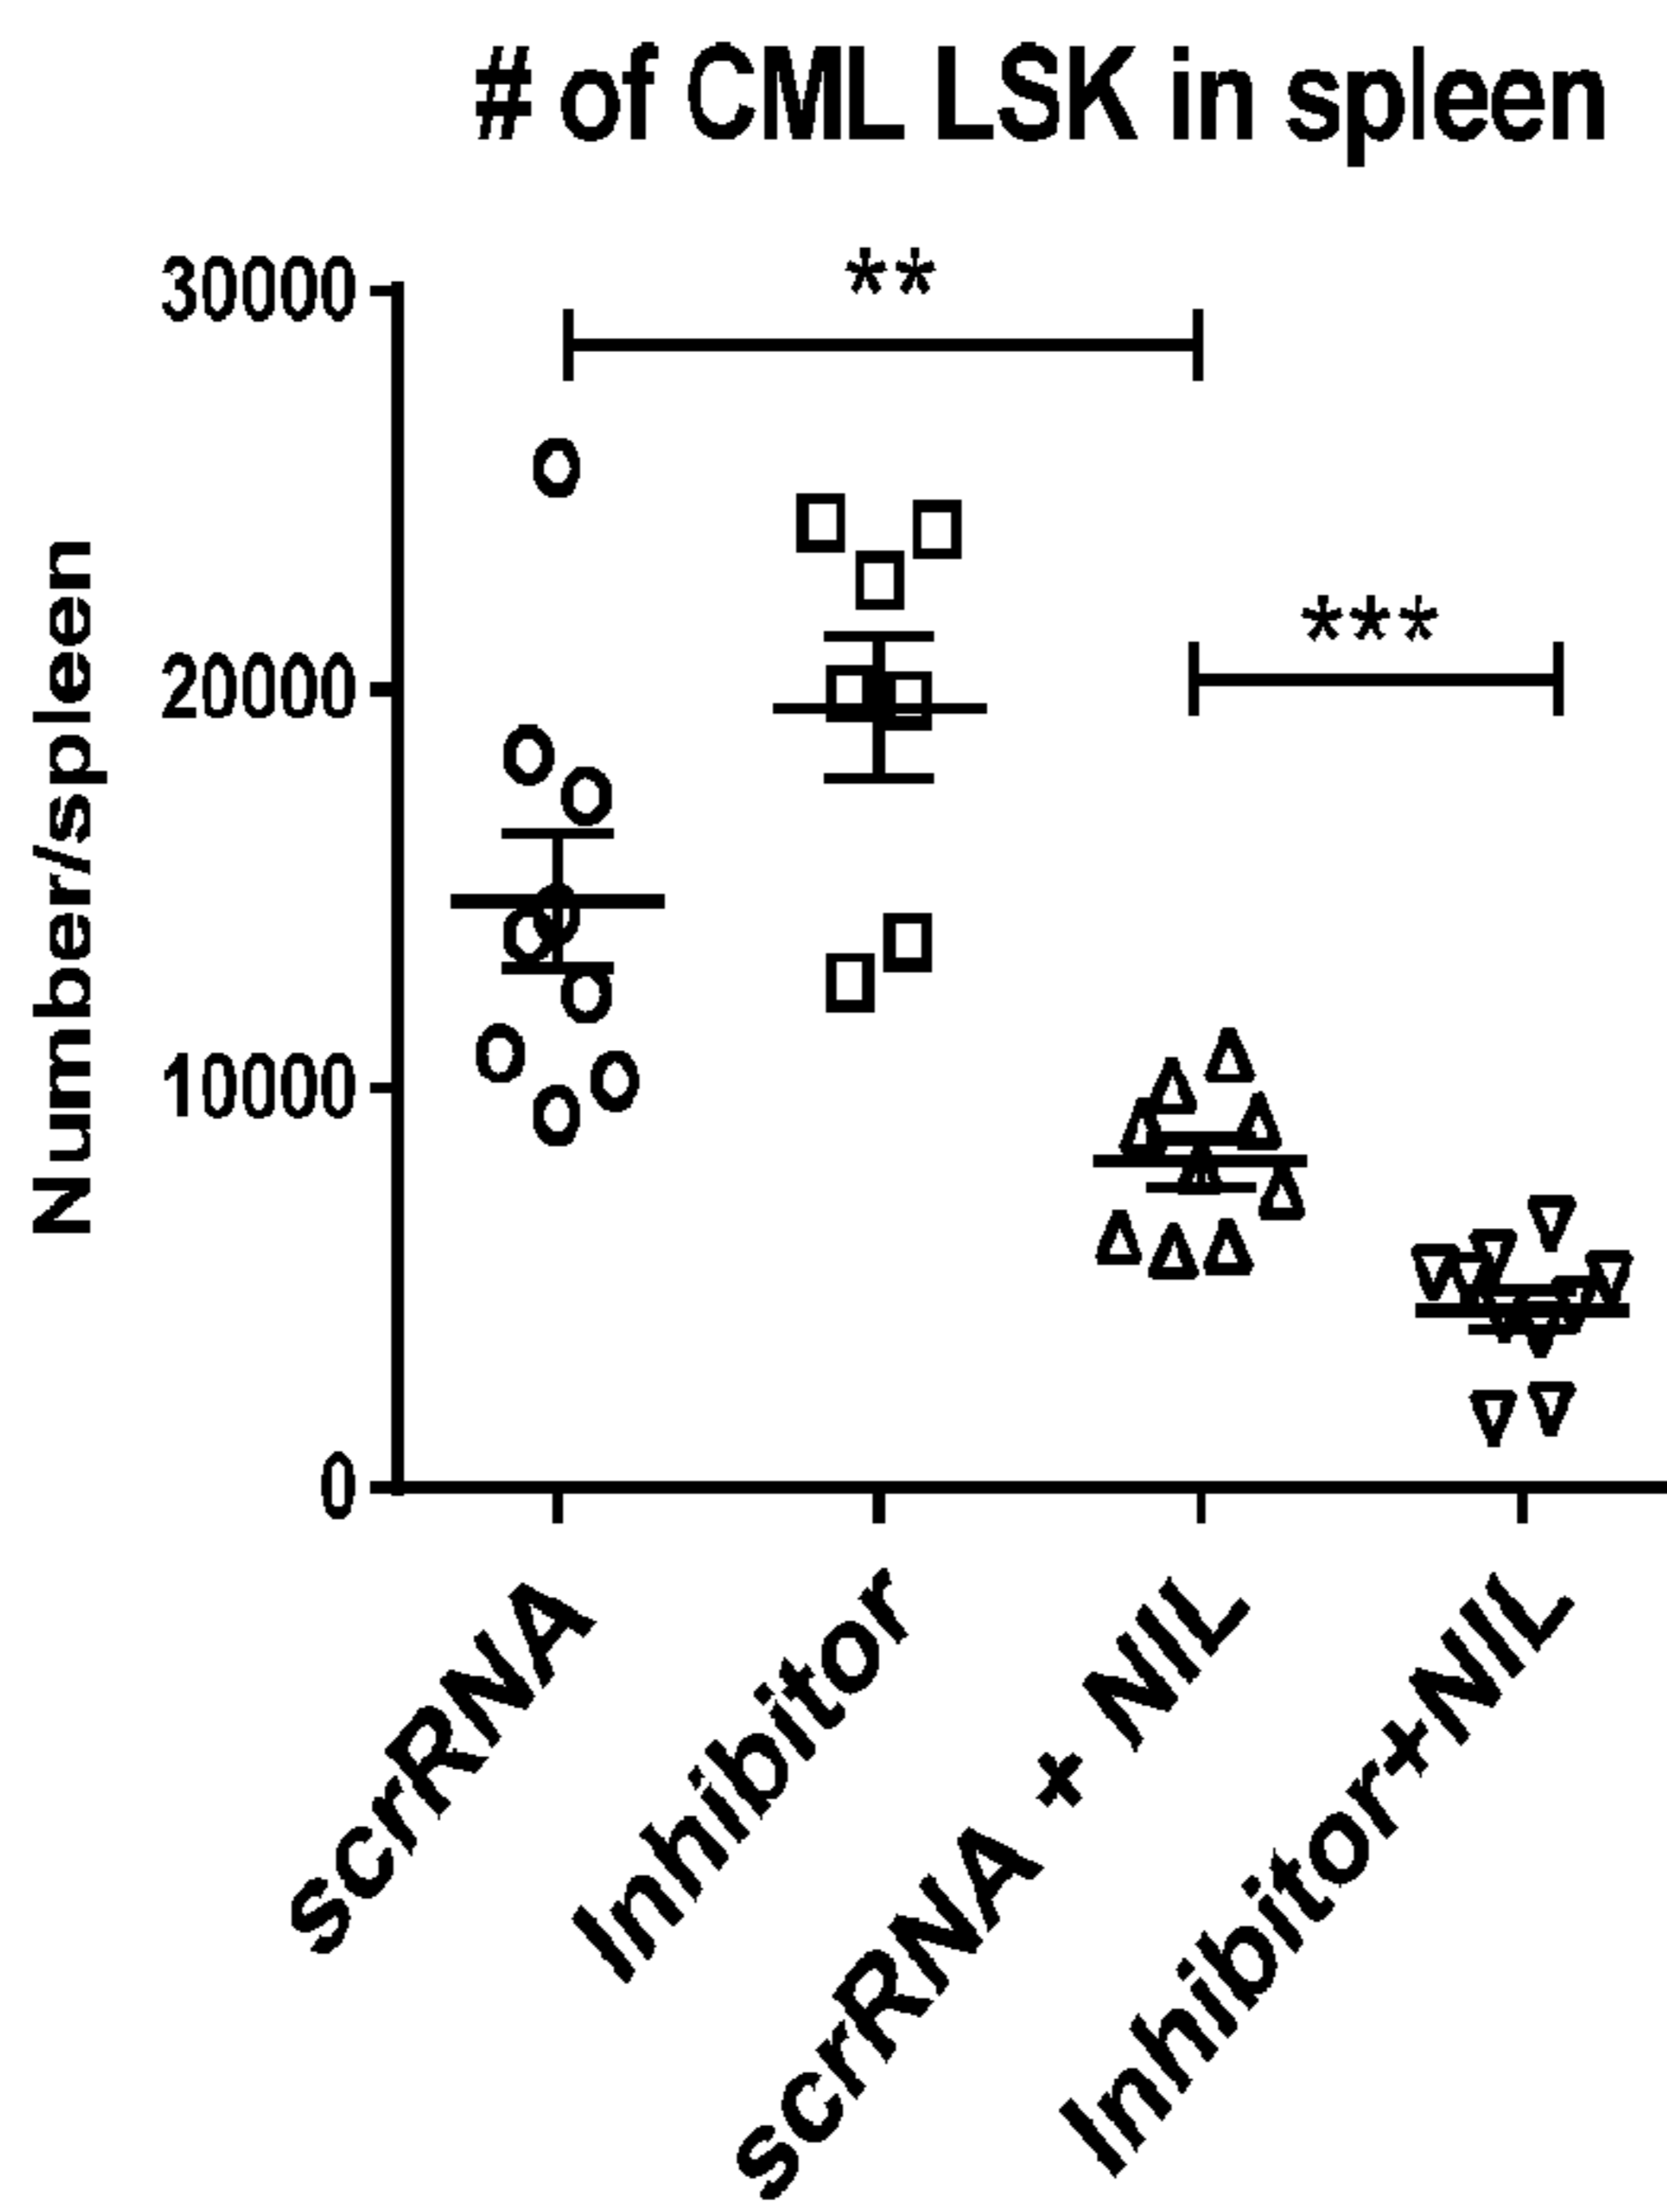 # of CML LSK in spleen
**
30000
***
20000
10000
0
Number/spleen
scrRNA
Inhibitor
scrRNA + NIL
Inhibitor+NIL